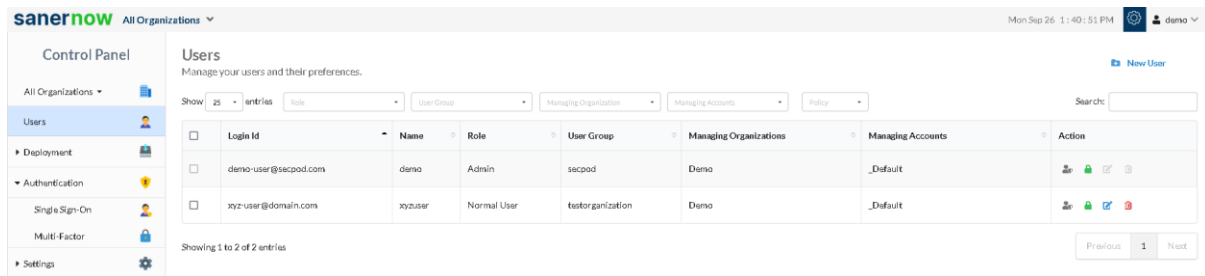 sanernow All Organizations
Mon Sep 26 1:40:51 PM demo
Control Panel
All Organizations
Users
Deployment
Authentication
Single Sign-On
Multi-Factor
Settings
Users
Manage your users and their preferences.
New User
Show 25 entries Role User Group Managing Organization Managing Accounts Policy Search:
Login Id Name Role User Group Managing Organizations Managing Accounts Action
demo-user@secpod.com demo Admin secpod Demo _Default
xyz-user@domain.com xyzuser Normal User testorganization Demo _Default
Showing 1 to 2 of 2 entries
Previous 1 Next